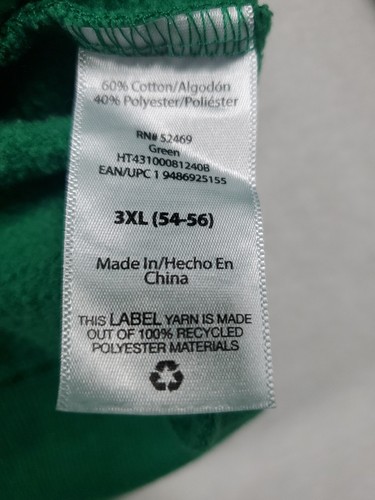 60% Cotton/Algodón
40% Polyester/Poliéster
RN# 52469
Green
HT431000812408
EAN/UPC 1 9486925155
3XL (54-56)
Made In/Hecho En
China
THIS LABEL YARN IS MADE
OUT OF 100% RECYCLED
POLYESTER MATERIALS